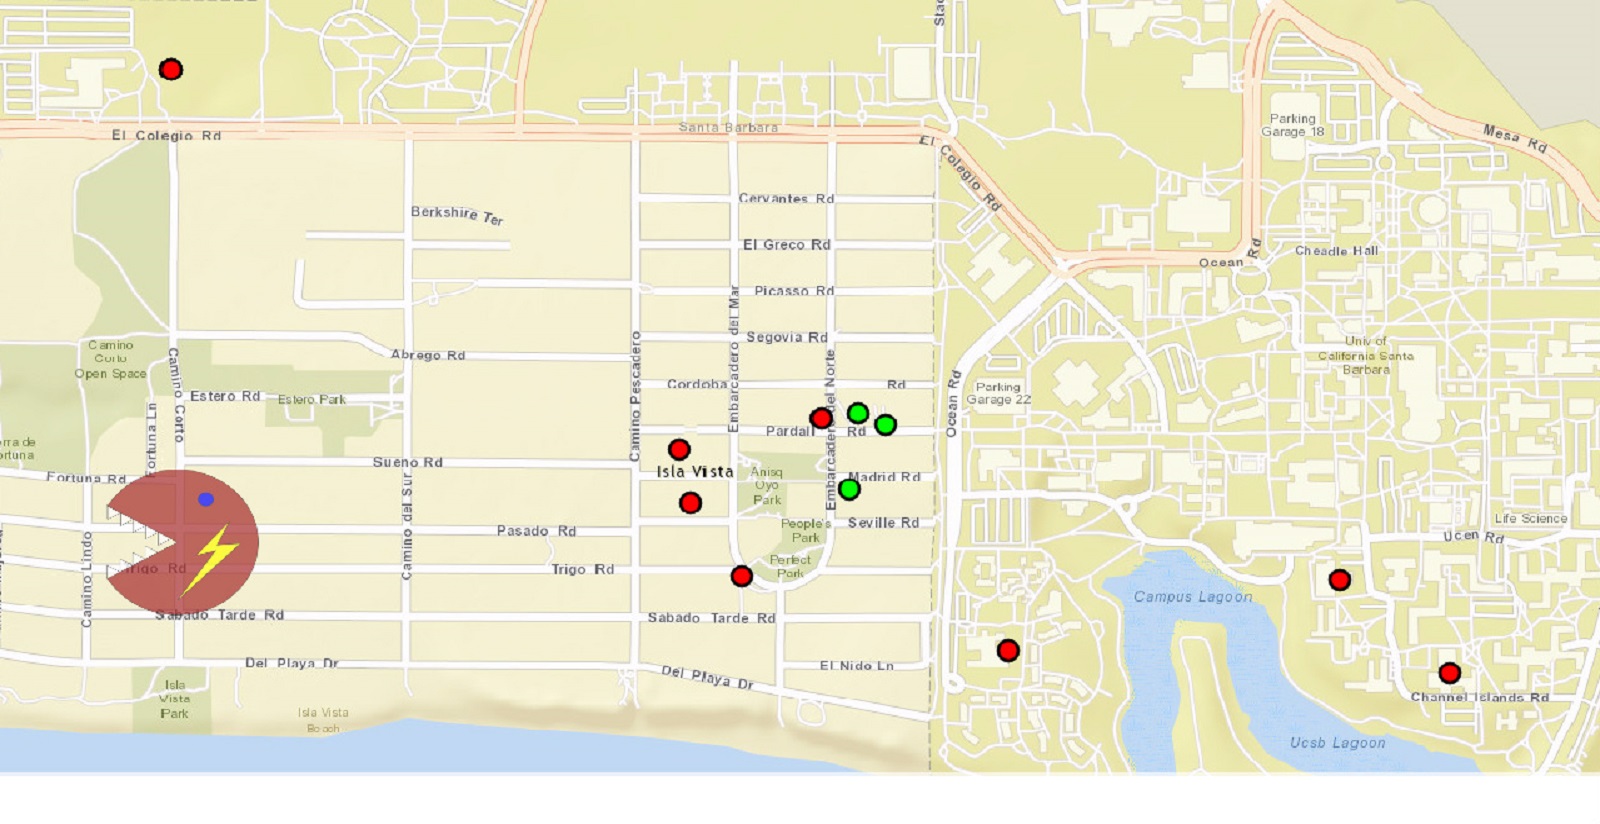 Santa Barbara
El Colegio Rd
El Colegio Rd
Parking
Garage 18
Mesa Rd
Cervantes Rd
Berkshire Ter
El Greco Rd
Ocean Rd
Cheadle Hall
Picasso Rd
Embarcadero del Mar
Segovia Rd
Camino
Corto
Open Space
Camino Corto
Abrego Rd
Camino Pescadero
Embarcadero del Norte
Univ of
California Santa
Barbara
Cordoba Rd
Ocean Rd
Parking
Garage 22
Estero Rd
Estero Park
Fortuna Ln
Pardall Rd
Sueno Rd
Isla Vista
Anisq
Oyo
Park
Madrid Rd
Fortuna Rd
Camino del Sur
People's
Park
Seville Rd
Pasado Rd
Life Science
Ucen Rd
Camino Lindo
Trigo Rd
Trigo Rd
Perfect
Park
Campus Lagoon
Sabado Tarde Rd
Sabado Tarde Rd
Del Playa Dr
Del Playa Dr
El Nido Ln
Isla
Vista
Park
Isla Vista
Beach
Channel Islands Rd
Ucsb Lagoon